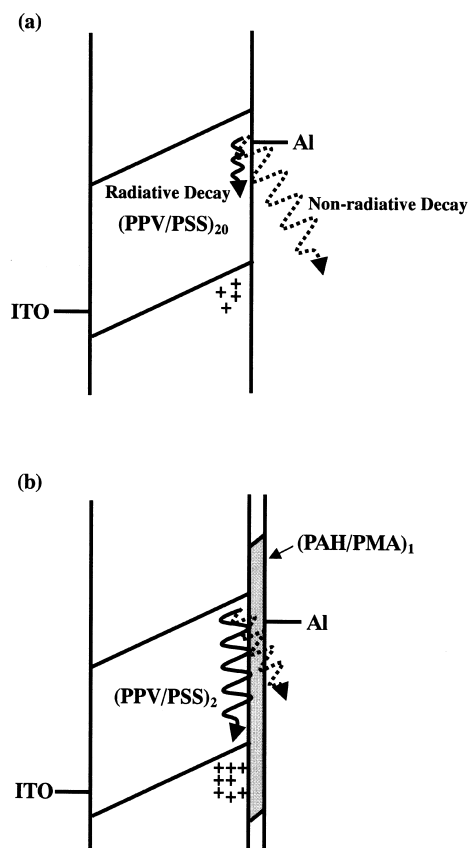 (a)
Al
Radiative Decay
Non-radiative Decay
(PPV/PSS)20
+
+ +
+
ITO
(b)
(PAH/PMA)1
Al
(PPV/PSS)2
+++
++
+++
ITO